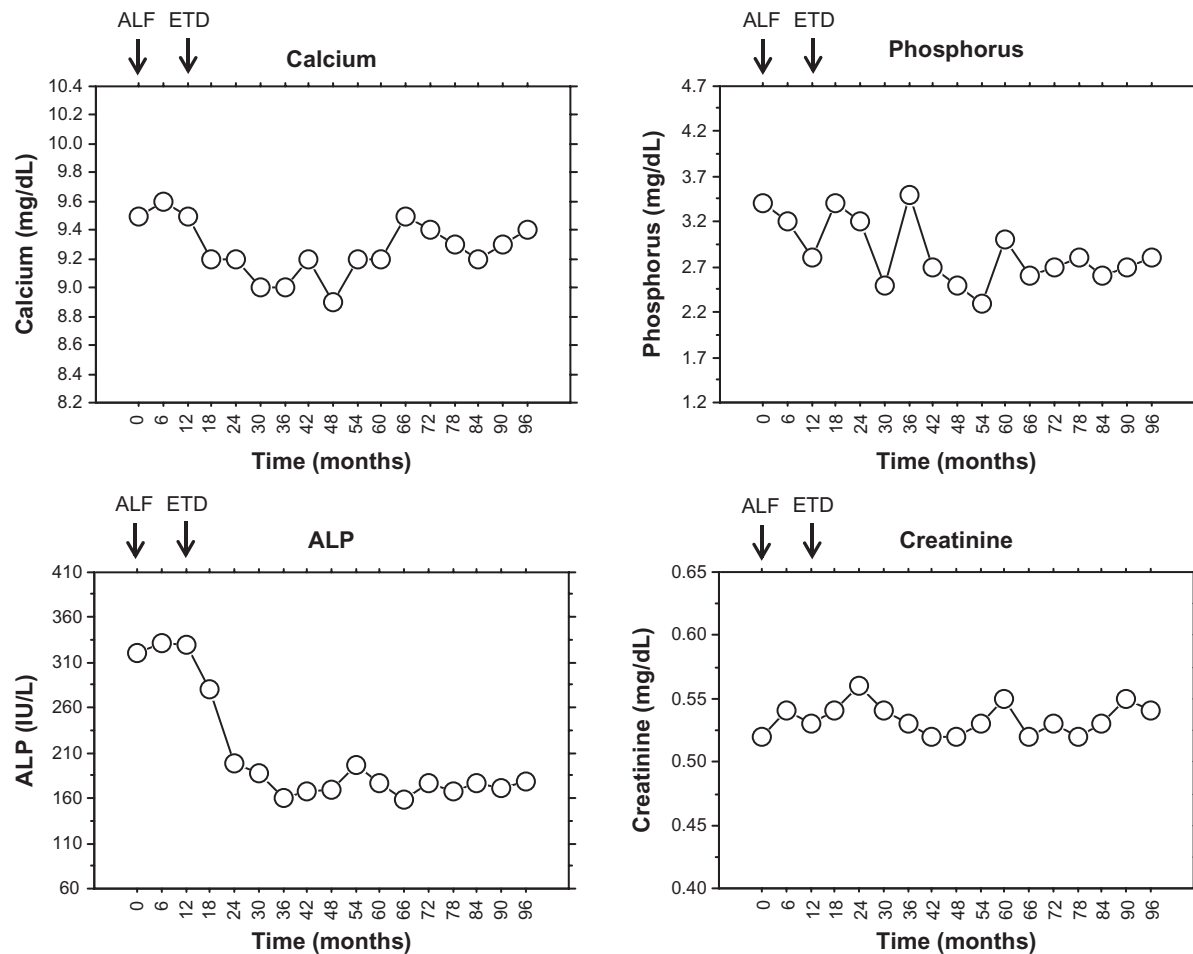 ALF ETD
Calcium
Calcium (mg/dL)
10.4
10.2
10.0
9.8
9.6
9.4
9.2
9.0
8.8
8.6
8.4
8.2
0 6 12 18 24 30 36 42 48 54 60 66 72 78 84 90 96
Time (months)
ALF ETD
Phosphorus
Phosphorus (mg/dL)
4.7
4.2
3.7
3.2
2.7
2.2
1.7
1.2
0 6 12 18 24 30 36 42 48 54 60 66 72 78 84 90 96
Time (months)
ALF ETD
ALP
ALP (IU/L)
410
360
310
260
210
160
110
60
0 6 12 18 24 30 36 42 48 54 60 66 72 78 84 90 96
Time (months)
ALF ETD
Creatinine
Creatinine (mg/dL)
0.65
0.60
0.55
0.50
0.45
0.40
0 6 12 18 24 30 36 42 48 54 60 66 72 78 84 90 96
Time (months)